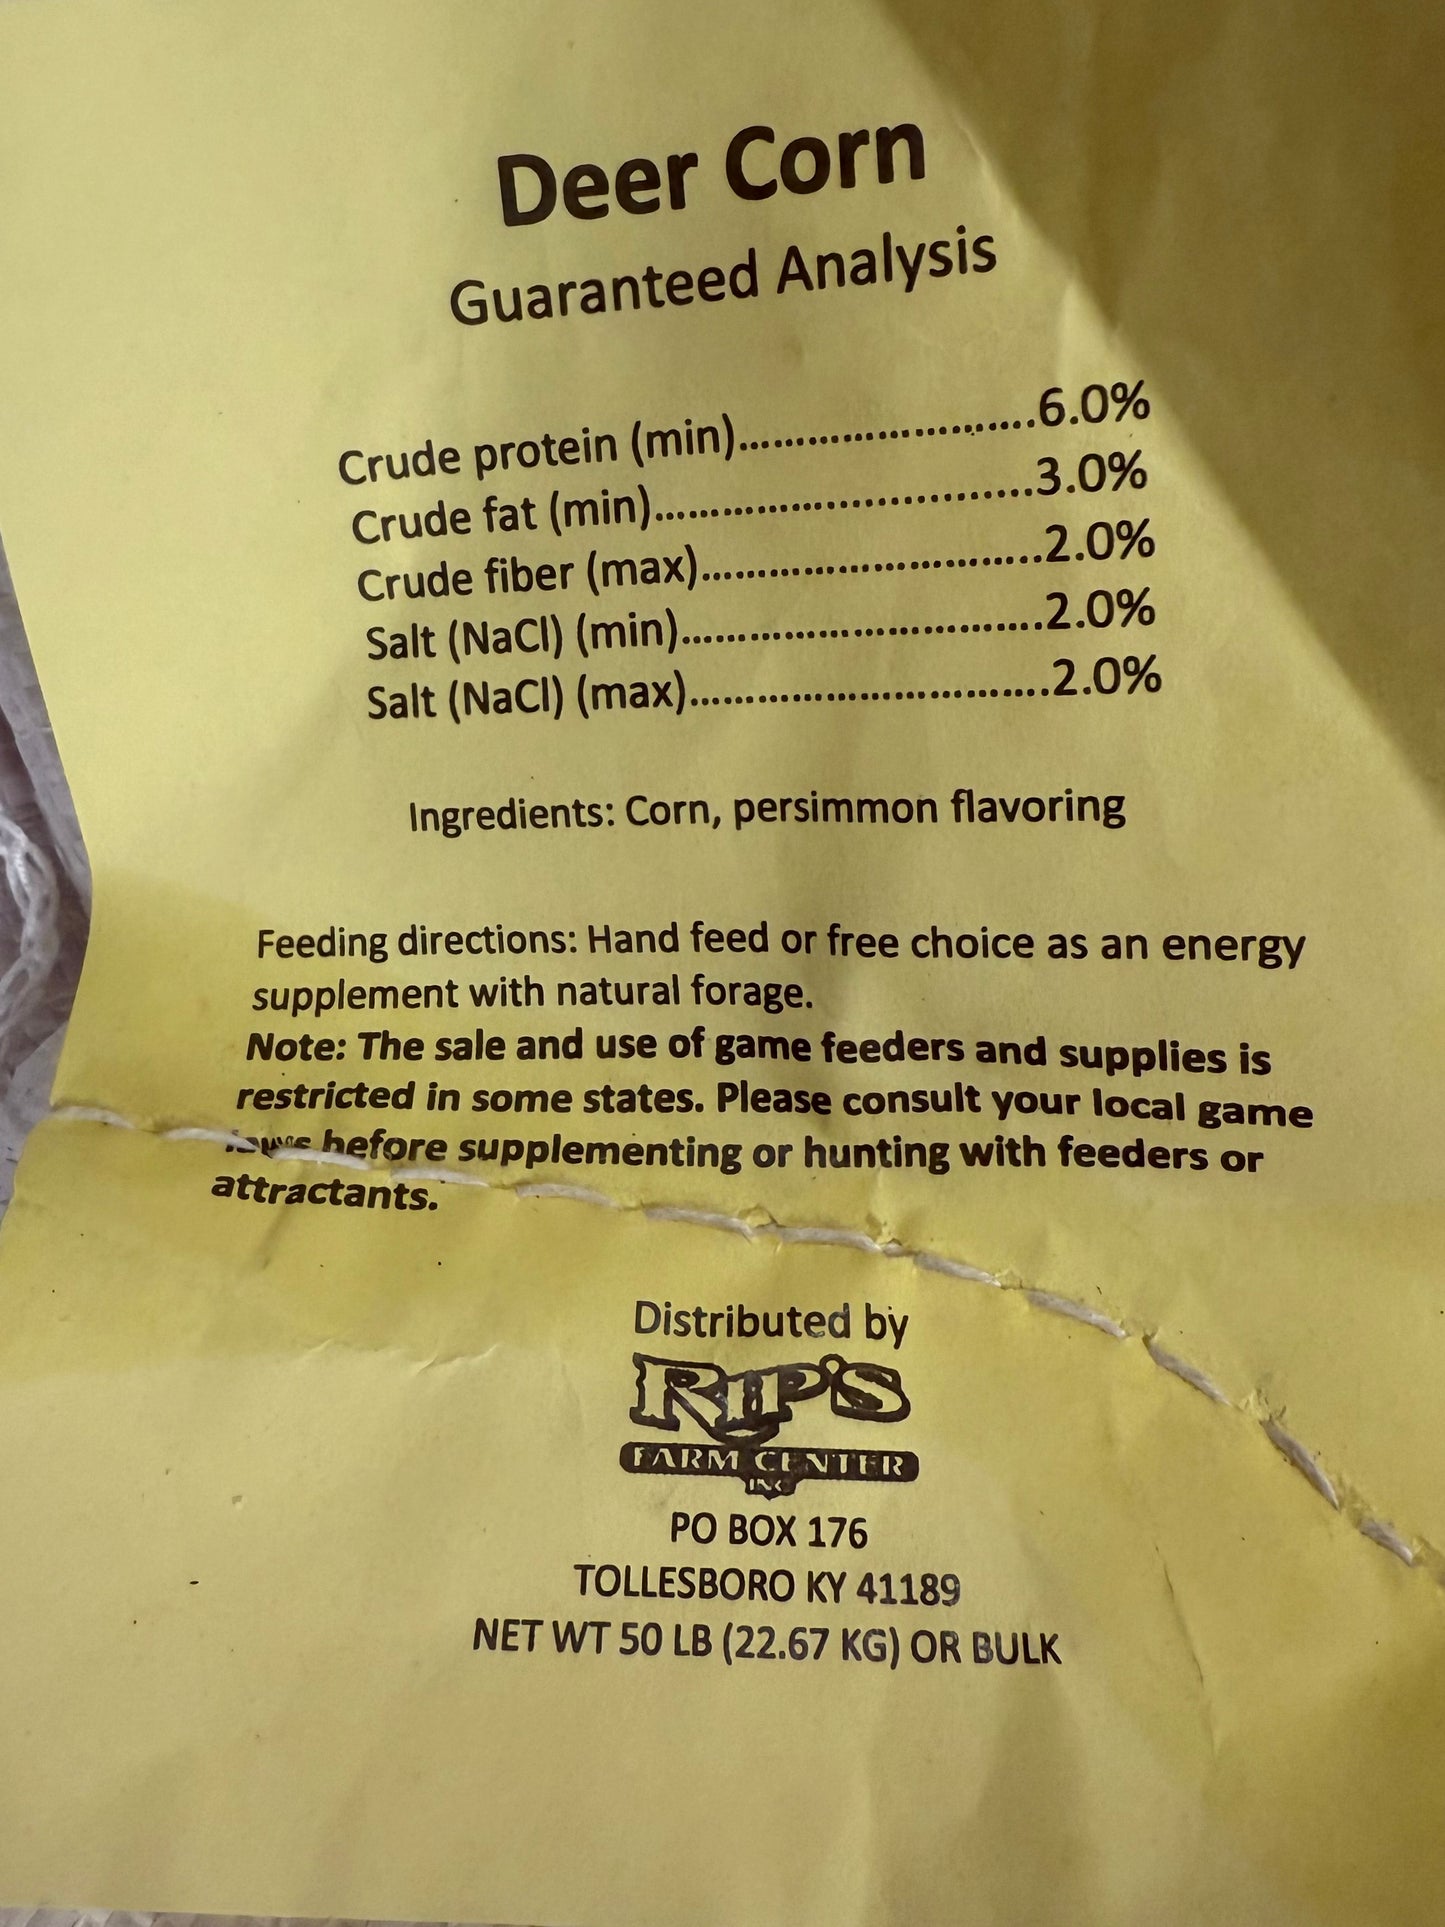 Deer Corn
Guaranteed Analysis
Crude protein (min)..............................6.0%
Crude fat (min)......................................3.0%
Crude fiber (max)...................................2.0%
Salt (NaCl) (min).....................................2.0%
Salt (NaCl) (max)....................................2.0%
Ingredients: Corn, persimmon flavoring
Feeding directions: Hand feed or free choice as an energy
supplement with natural forage.
Note: The sale and use of game feeders and supplies is
restricted in some states. Please consult your local game
laws before supplementing or hunting with feeders or
attractants.
Distributed by
RIP'S
FARM CENTER
INC
PO BOX 176
TOLLESBORO KY 41189
NET WT 50 LB (22.67 KG) OR BULK